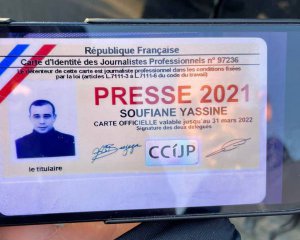 République Française
Carte d'Identité des Journalistes Professionnels n° 97236
Le détenteur de cette carte est journaliste professionnel dans les conditions fixées
par la loi (articles L.7111-3 à L.7111-5 du code du travail)
PRESSE 2021
SOUFIANE YASSINE
CARTE OFFICIELLE valable jusqu'au 31 mars 2022
Signature des deux délégués
CCIJP
le titulaire